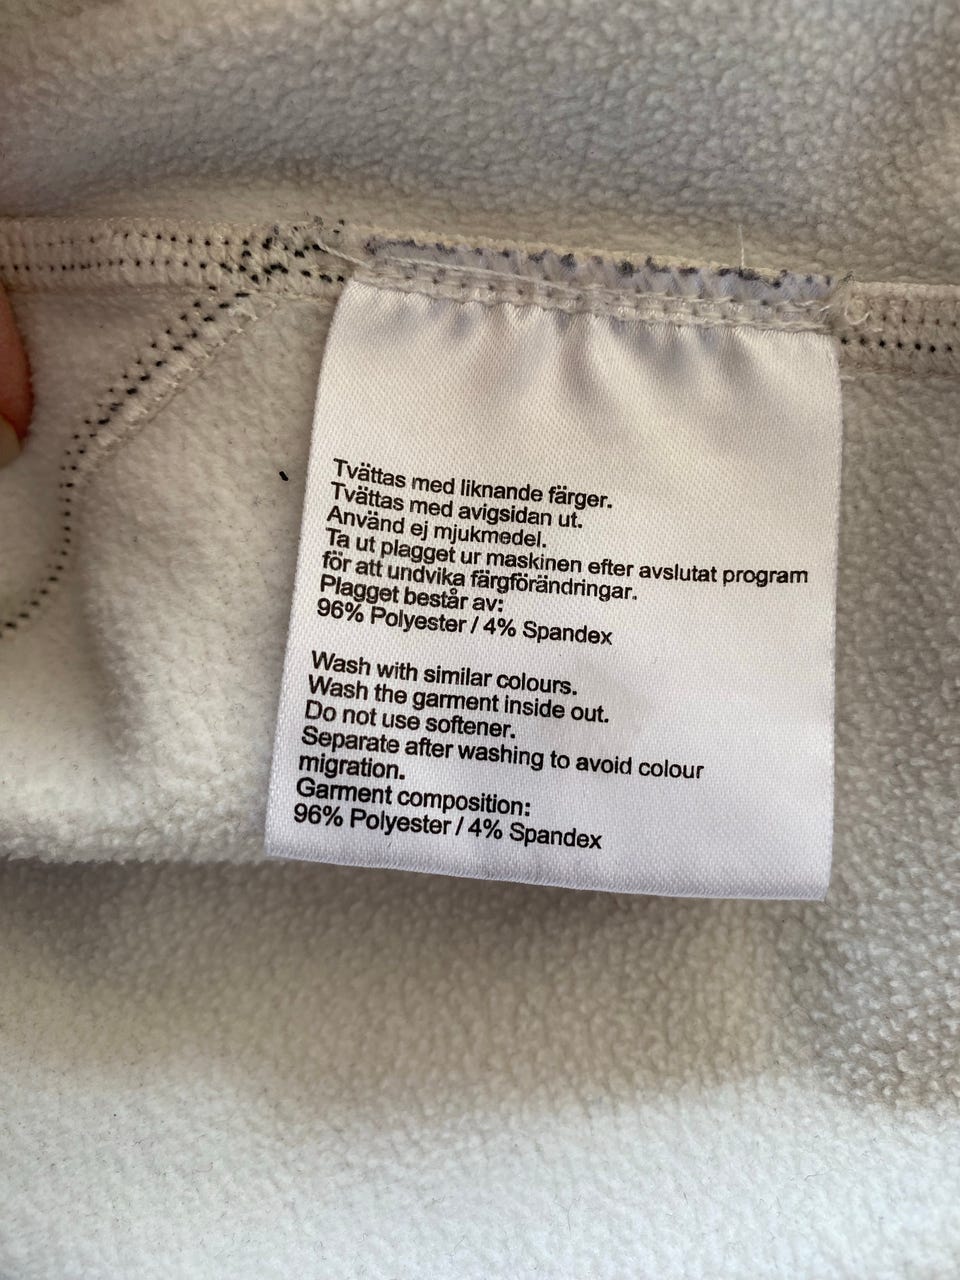 Tvättas med liknande färger.
Tvättas med avigsidan ut.
Använd ej mjukmedel.
Ta ut plagget ur maskinen efter avslutat program
för att undvika färgförändringar.
Plagget består av:
96% Polyester / 4% Spandex
Wash with similar colours.
Wash the garment inside out.
Do not use softener.
Separate after washing to avoid colour
migration.
Garment composition:
96% Polyester / 4% Spandex